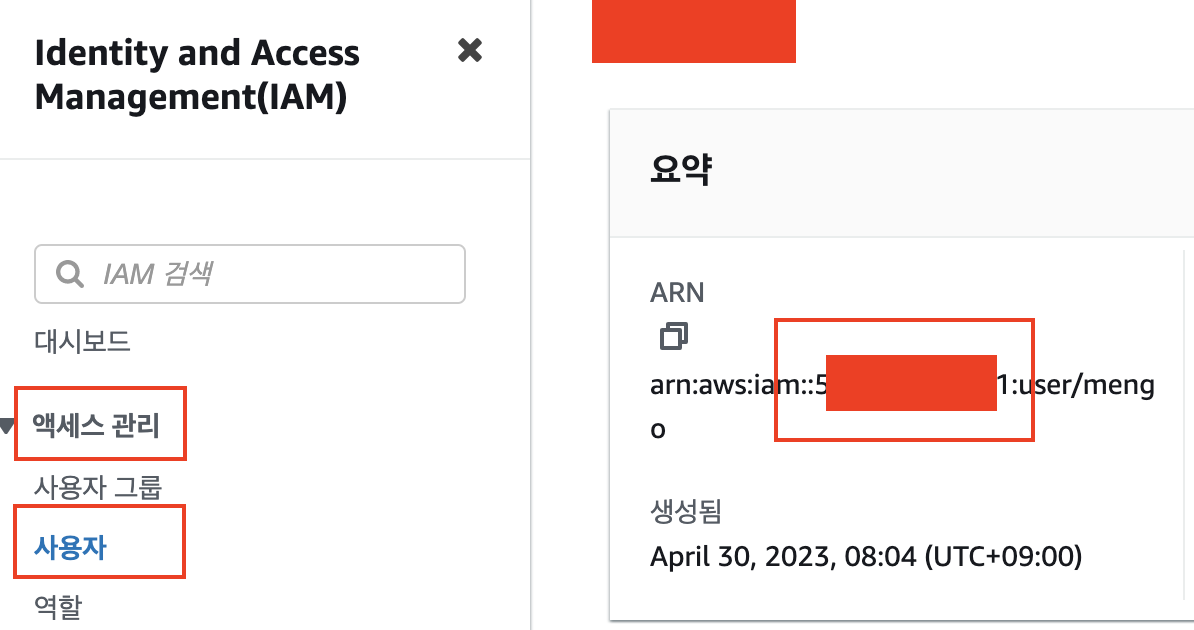 Identity and Access
Management(IAM)
IAM 검색
대시보드
액세스 관리
사용자 그룹
사용자
역할
요약
ARN
arn:aws:iam::5 1:user/meng
o
생성됨
April 30, 2023, 08:04 (UTC+09:00)